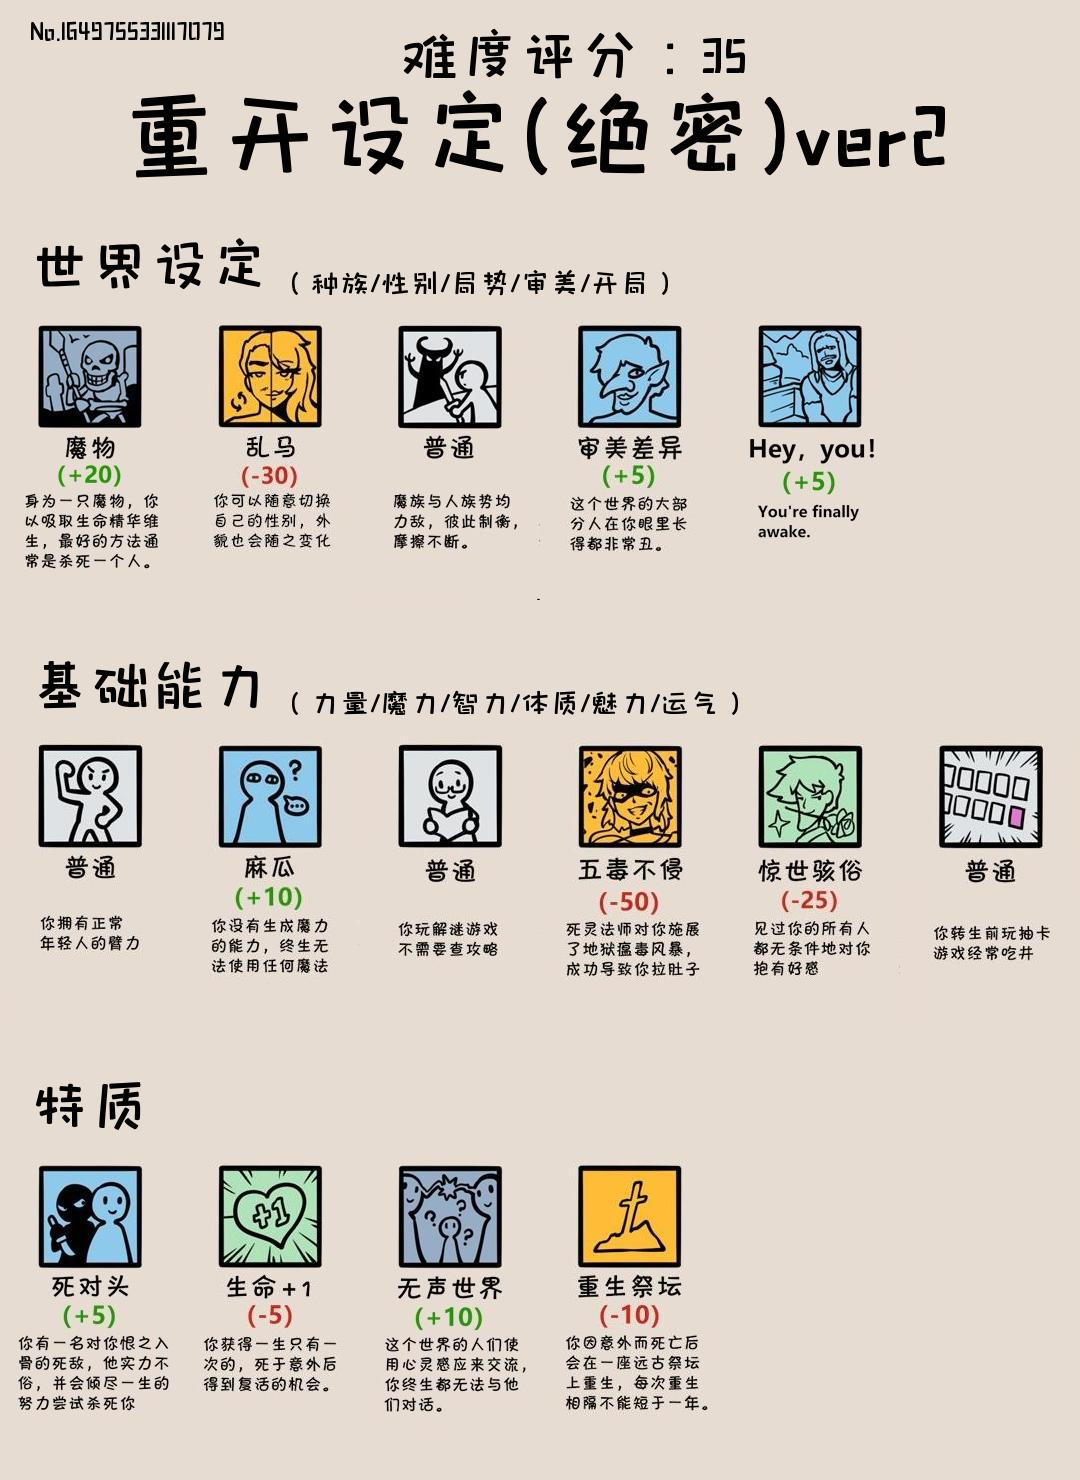 No.1649755331117079
难度评分：35
重开设定(绝密)ver2
世界设定（种族/性别/局势/审美/开局）
魔物
(+20)
身为一只魔物，你
以吸取生命精华维
生，最好的方法通
常是杀死一个人。
乱马
(-30)
你可以随意切换
自己的性别，外
貌也会随之变化
普通
魔族与人族势均
力敌，彼此制衡，
摩擦不断。
审美差异
(+5)
这个世界的大部
分人在你眼里长
得都非常丑。
Hey, you!
(+5)
You're finally
awake.
基础能力（力量/魔力/智力/体质/魅力/运气）
普通
你拥有正常
年轻人的臂力
麻瓜
(+10)
你没有生成魔力
的能力，终生无
法使用任何魔法
普通
你玩解谜游戏
不需要查攻略
五毒不侵
(-50)
死灵法师对你施展
了地狱瘟毒风暴，
成功导致你拉肚子
惊世骇俗
(-25)
见过你的所有人
都无条件地对你
抱有好感
普通
你转生前玩抽卡
游戏经常吃井
特质
死对头
(+5)
你有一名对你恨之入
骨的死敌，他实力不
俗，并会倾尽一生的
努力尝试杀死你
+1
生命+1
(-5)
你获得一生只有一
次的，死于意外后
得到复活的机会。
无声世界
(+10)
这个世界的人们使
用心灵感应来交流，
你终生都无法与他
们对话。
重生祭坛
(-10)
你因意外而死亡后
会在一座远古祭坛
上重生，每次重生
相隔不能短于一年。